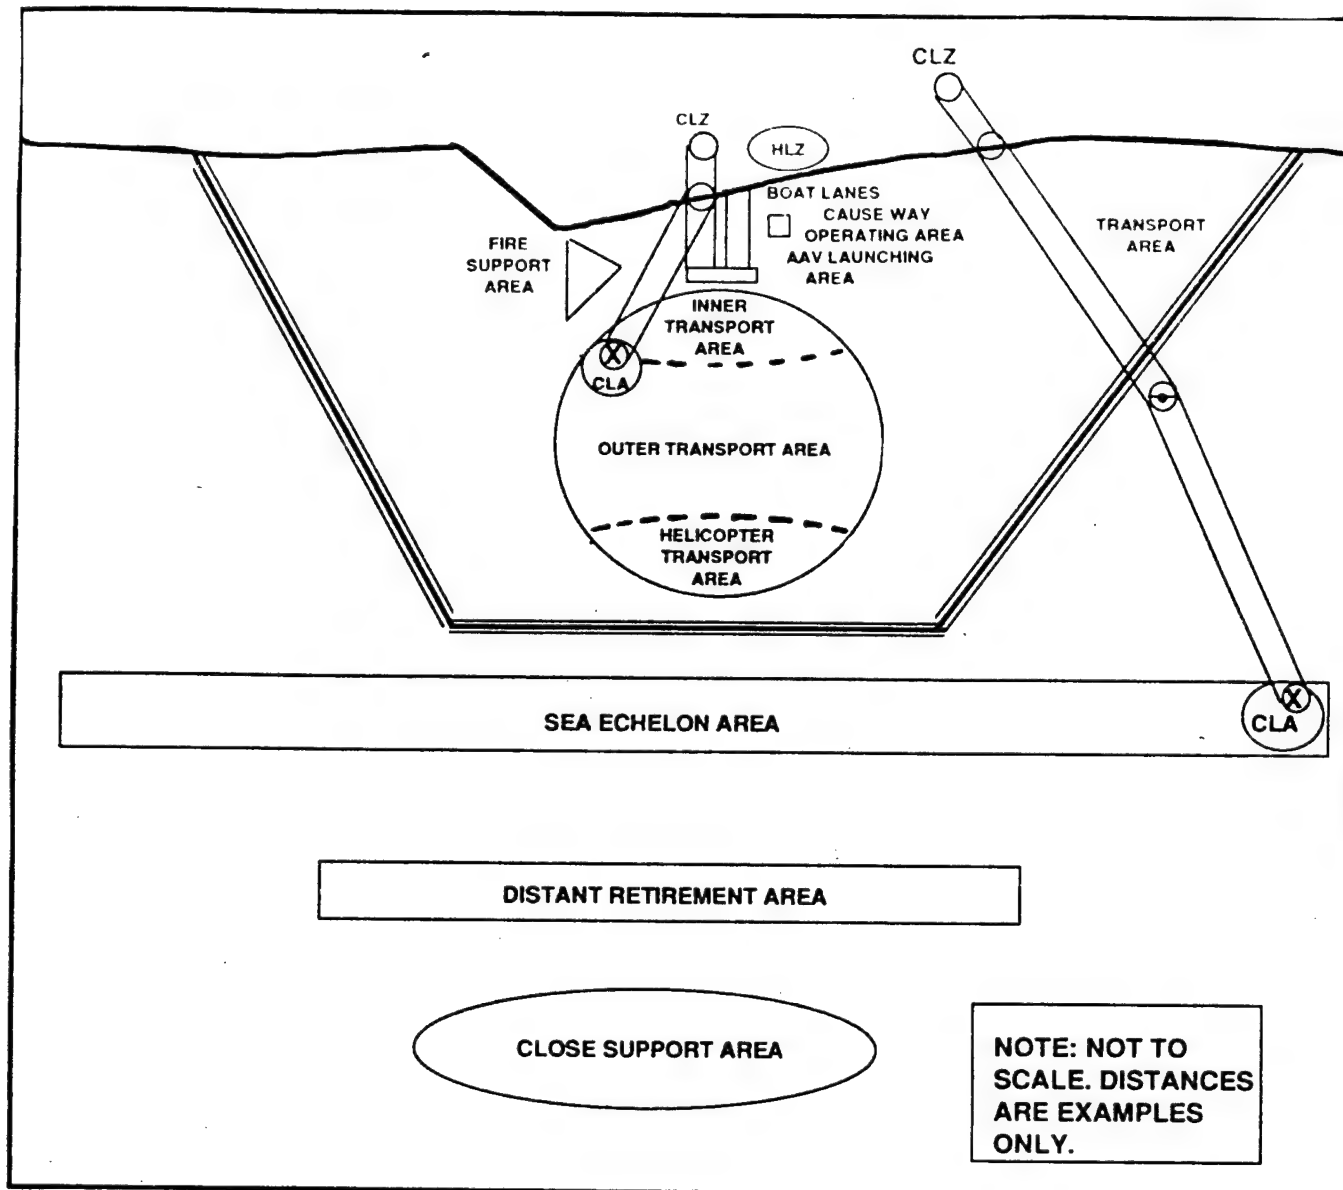 CLZ
CLZ
HLZ
BOAT LANES
CAUSE WAY
OPERATING AREA
AAV LAUNCHING
AREA
TRANSPORT
AREA
FIRE
SUPPORT
AREA
INNER
TRANSPORT
AREA
X
CLA
OUTER TRANSPORT AREA
HELICOPTER
TRANSPORT
AREA
X
CLA
SEA ECHELON AREA
DISTANT RETIREMENT AREA
CLOSE SUPPORT AREA
NOTE: NOT TO
SCALE. DISTANCES
ARE EXAMPLES
ONLY.